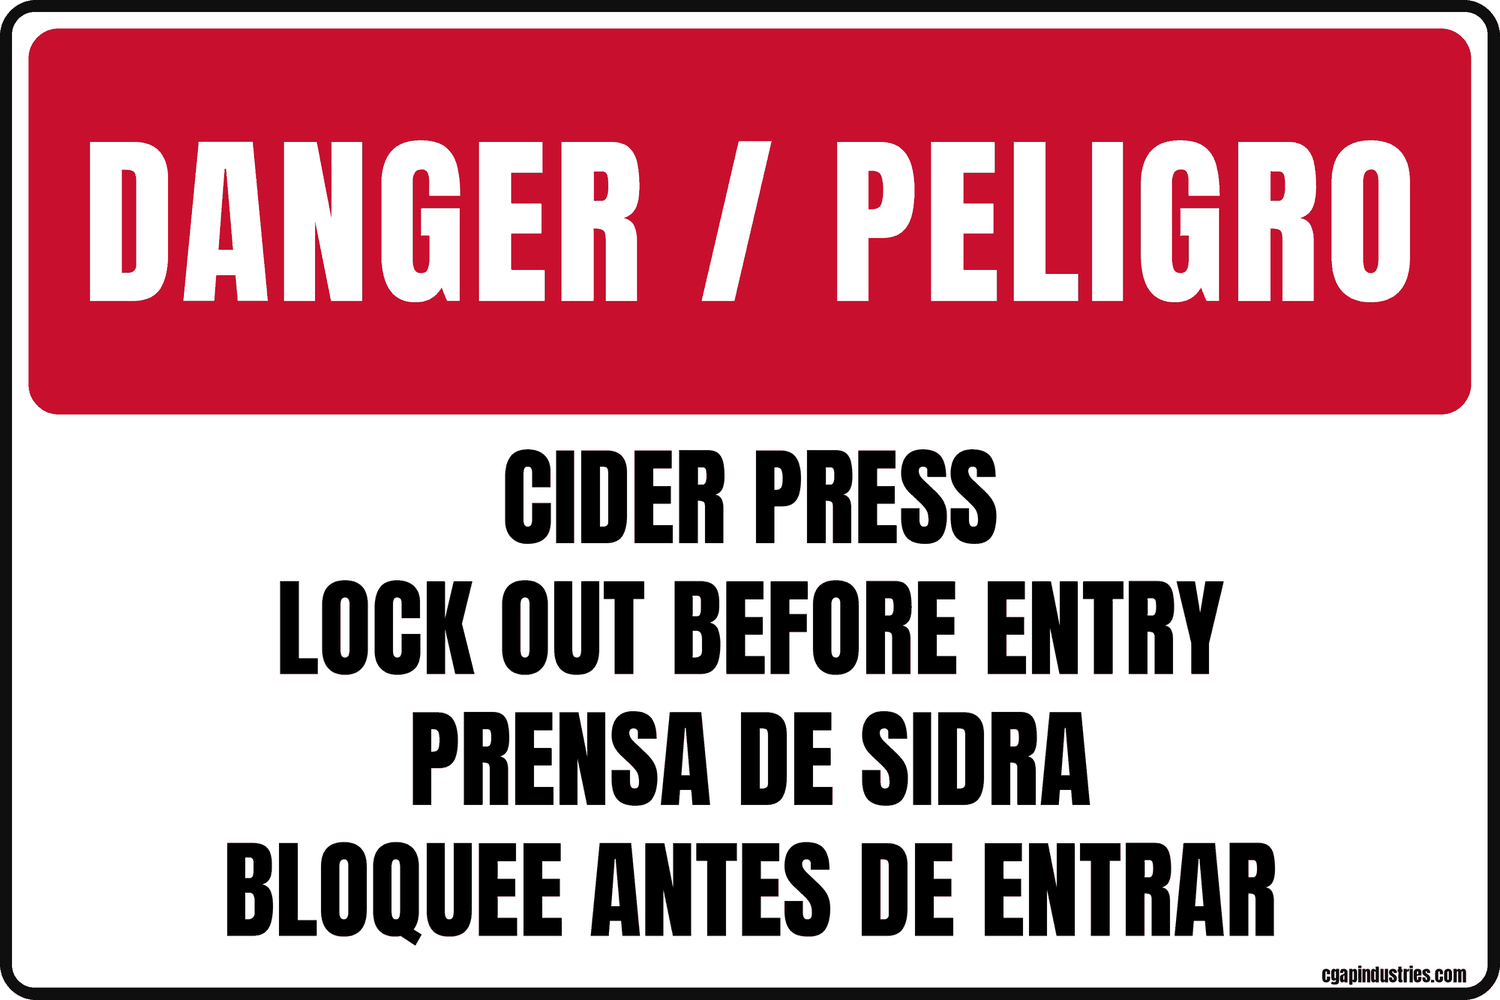 DANGER / PELIGRO
CIDER PRESS
LOCK OUT BEFORE ENTRY
PRENSA DE SIDRA
BLOQUEE ANTES DE ENTRAR
cgapindustries.com